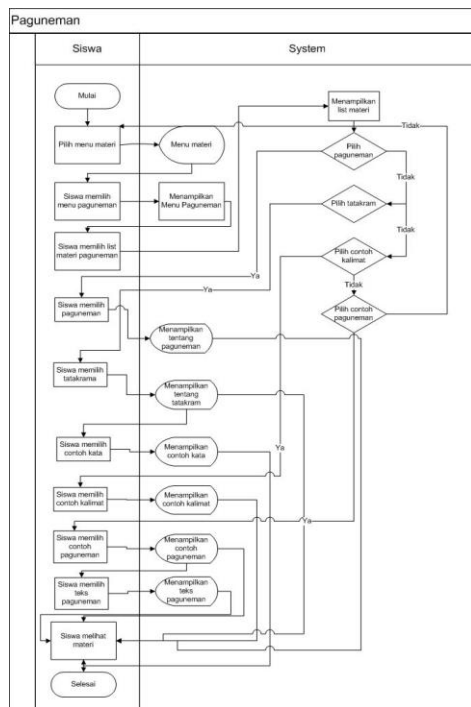 Paguneman
Siswa
System
Mulai
Menampilkan
list materi
Tidak
Pilih menu materi
Menu materi
Pilih
paguneman
Tidak
Siswa memilih
menu paguneman
Menampilkan
Menu Paguneman
Pilih tatakram
Tidak
Siswa memilih list
materi paguneman
Pilih contoh
kalimat
Ya
Ya
Tidak
Siswa memilih
paguneman
Pilih contoh
paguneman
Menampilkan
tentang
paguneman
Siswa memilih
tatakrama
Menampilkan
tentang
tatakram
Siswa memilih
contoh kata
Menampilkan
contoh kata
Ya
Siswa memilih
contoh kalimat
Menampilkan
contoh kalimat
Ya
Siswa memilih
contoh
paguneman
Menampilkan
contoh
paguneman
Siswa memilih
teks
paguneman
Menampilkan
teks
paguneman
Siswa melihat
materi
Selesai